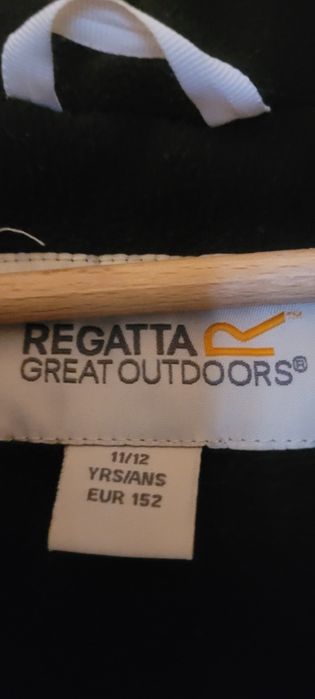 REGATTA
GREAT OUTDOORS®
11/12
YRS/ANS
EUR 152